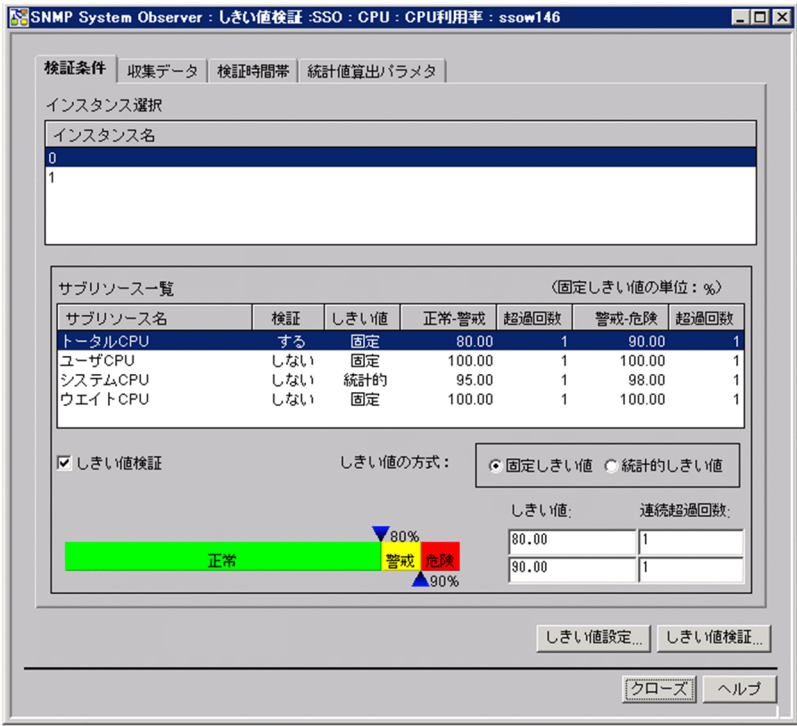 SNMP System Observer : しきい値検証 :SSO : CPU : CPU利用率 : ssow146
検証条件 収集データ 検証時間帯 統計値算出パラメタ
インスタンス選択
インスタンス名
0
1
サブリソース一覧 (固定しきい値の単位: %)
サブリソース名 検証 しきい値 正常-警戒 超過回数 警戒-危険 超過回数
トータルCPU する 固定 80.00 1 90.00 1
ユーザCPU しない 固定 100.00 1 100.00 1
システムCPU しない 統計的 95.00 1 98.00 1
ウエイトCPU しない 固定 100.00 1 100.00 1
しきい値検証 しきい値の方式: 固定しきい値 統計的しきい値
しきい値: 連続超過回数:
80% 80.00 1
正常 警戒 危険
90% 90.00 1
しきい値設定... しきい値検証...
クローズ ヘルプ